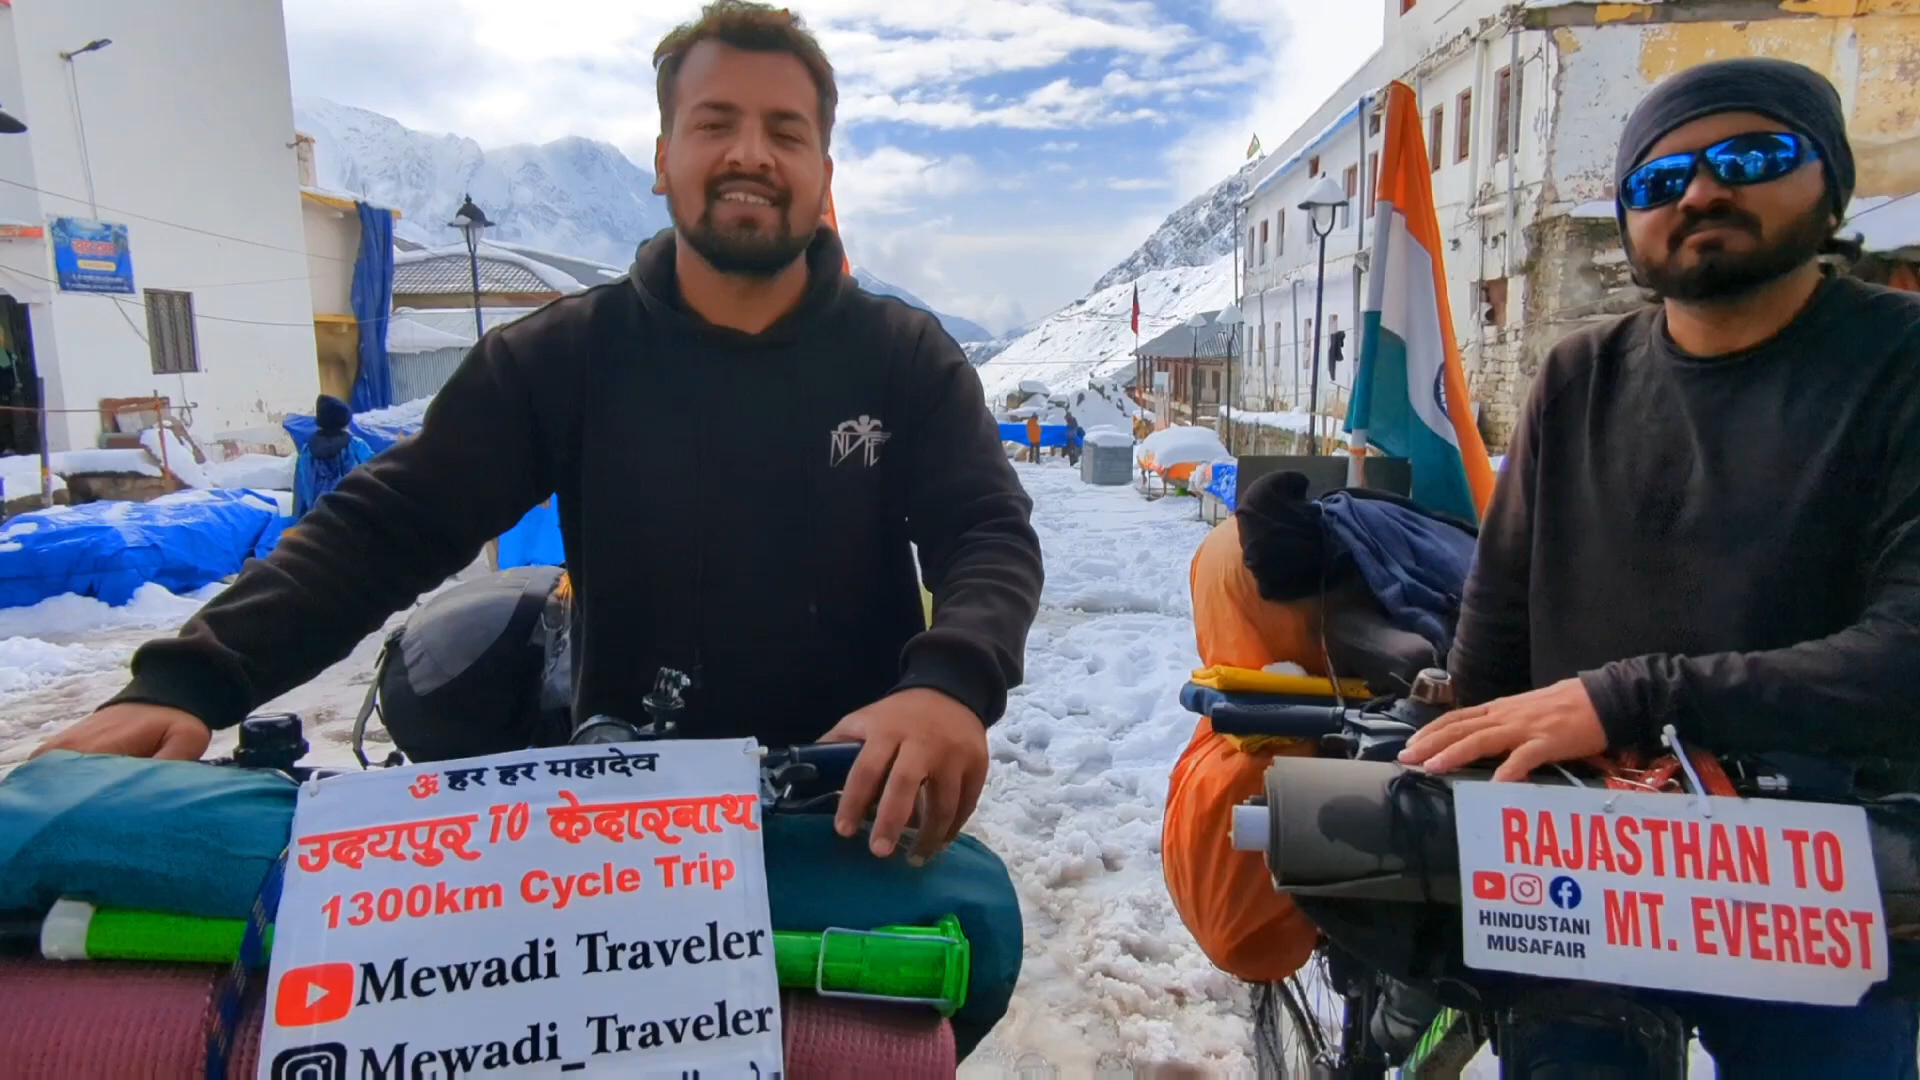 ॐ हर हर महादेव
उदयपुर TO केदारनाथ
1300km Cycle Trip
Mewadi Traveler
Mewadi_Traveler
RAJASTHAN TO
MT. EVEREST
HINDUSTANI
MUSAFAIR